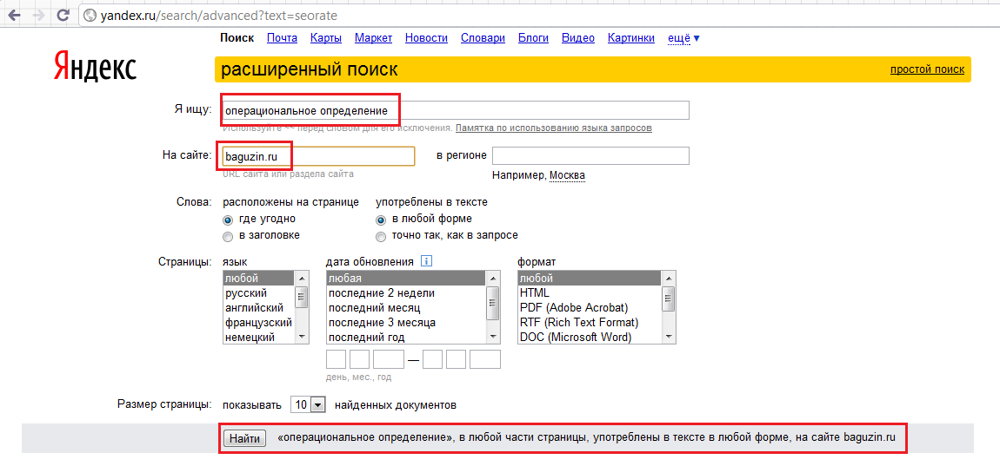 yandex.ru/search/advanced?text=seorate
Поиск Почта Карты Маркет Новости Словари Блоги Видео Картинки ещё ▼
Яндекс
расширенный поиск простой поиск
Я ищу: операциональное определение
Используйте ~~ перед словом для его исключения. Памятка по использованию языка запросов
На сайте: baguzin.ru в регионе
URL сайта или раздела сайта Например, Москва
Слова: расположены на странице употреблены в тексте
где угодно в любой форме
в заголовке точно так, как в запросе
Страницы: язык дата обновления i формат
любой любая любой
русский последние 2 недели HTML
английский последний месяц PDF (Adobe Acrobat)
французский последние 3 месяца RTF (Rich Text Format)
немецкий последний год DOC (Microsoft Word)
—
день, мес., год
Размер страницы: показывать 10 найденных документов
Найти «операциональное определение», в любой части страницы, употреблены в тексте в любой форме, на сайте baguzin.ru